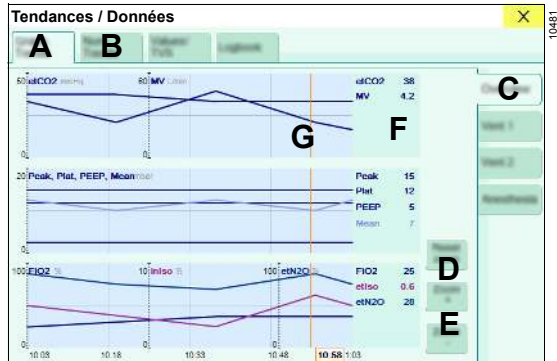 Tendances / Données
10481
A
B
Logbook
C
50 etCO2 mmHg
60 MV L/min
etCO2 38
MV 4.2
G
F
0
0
20 Peak, Plat, PEEP, Mean mbar
Peak 15
Plat 12
PEEP 5
Mean 7
0
D
100 FiO2 %
10 inIso %
100 etN2O %
FiO2 25
etIso 0.6
etN2O 28
E
0
0
0
10:03
10:18
10:33
10:48
10:58
1:03